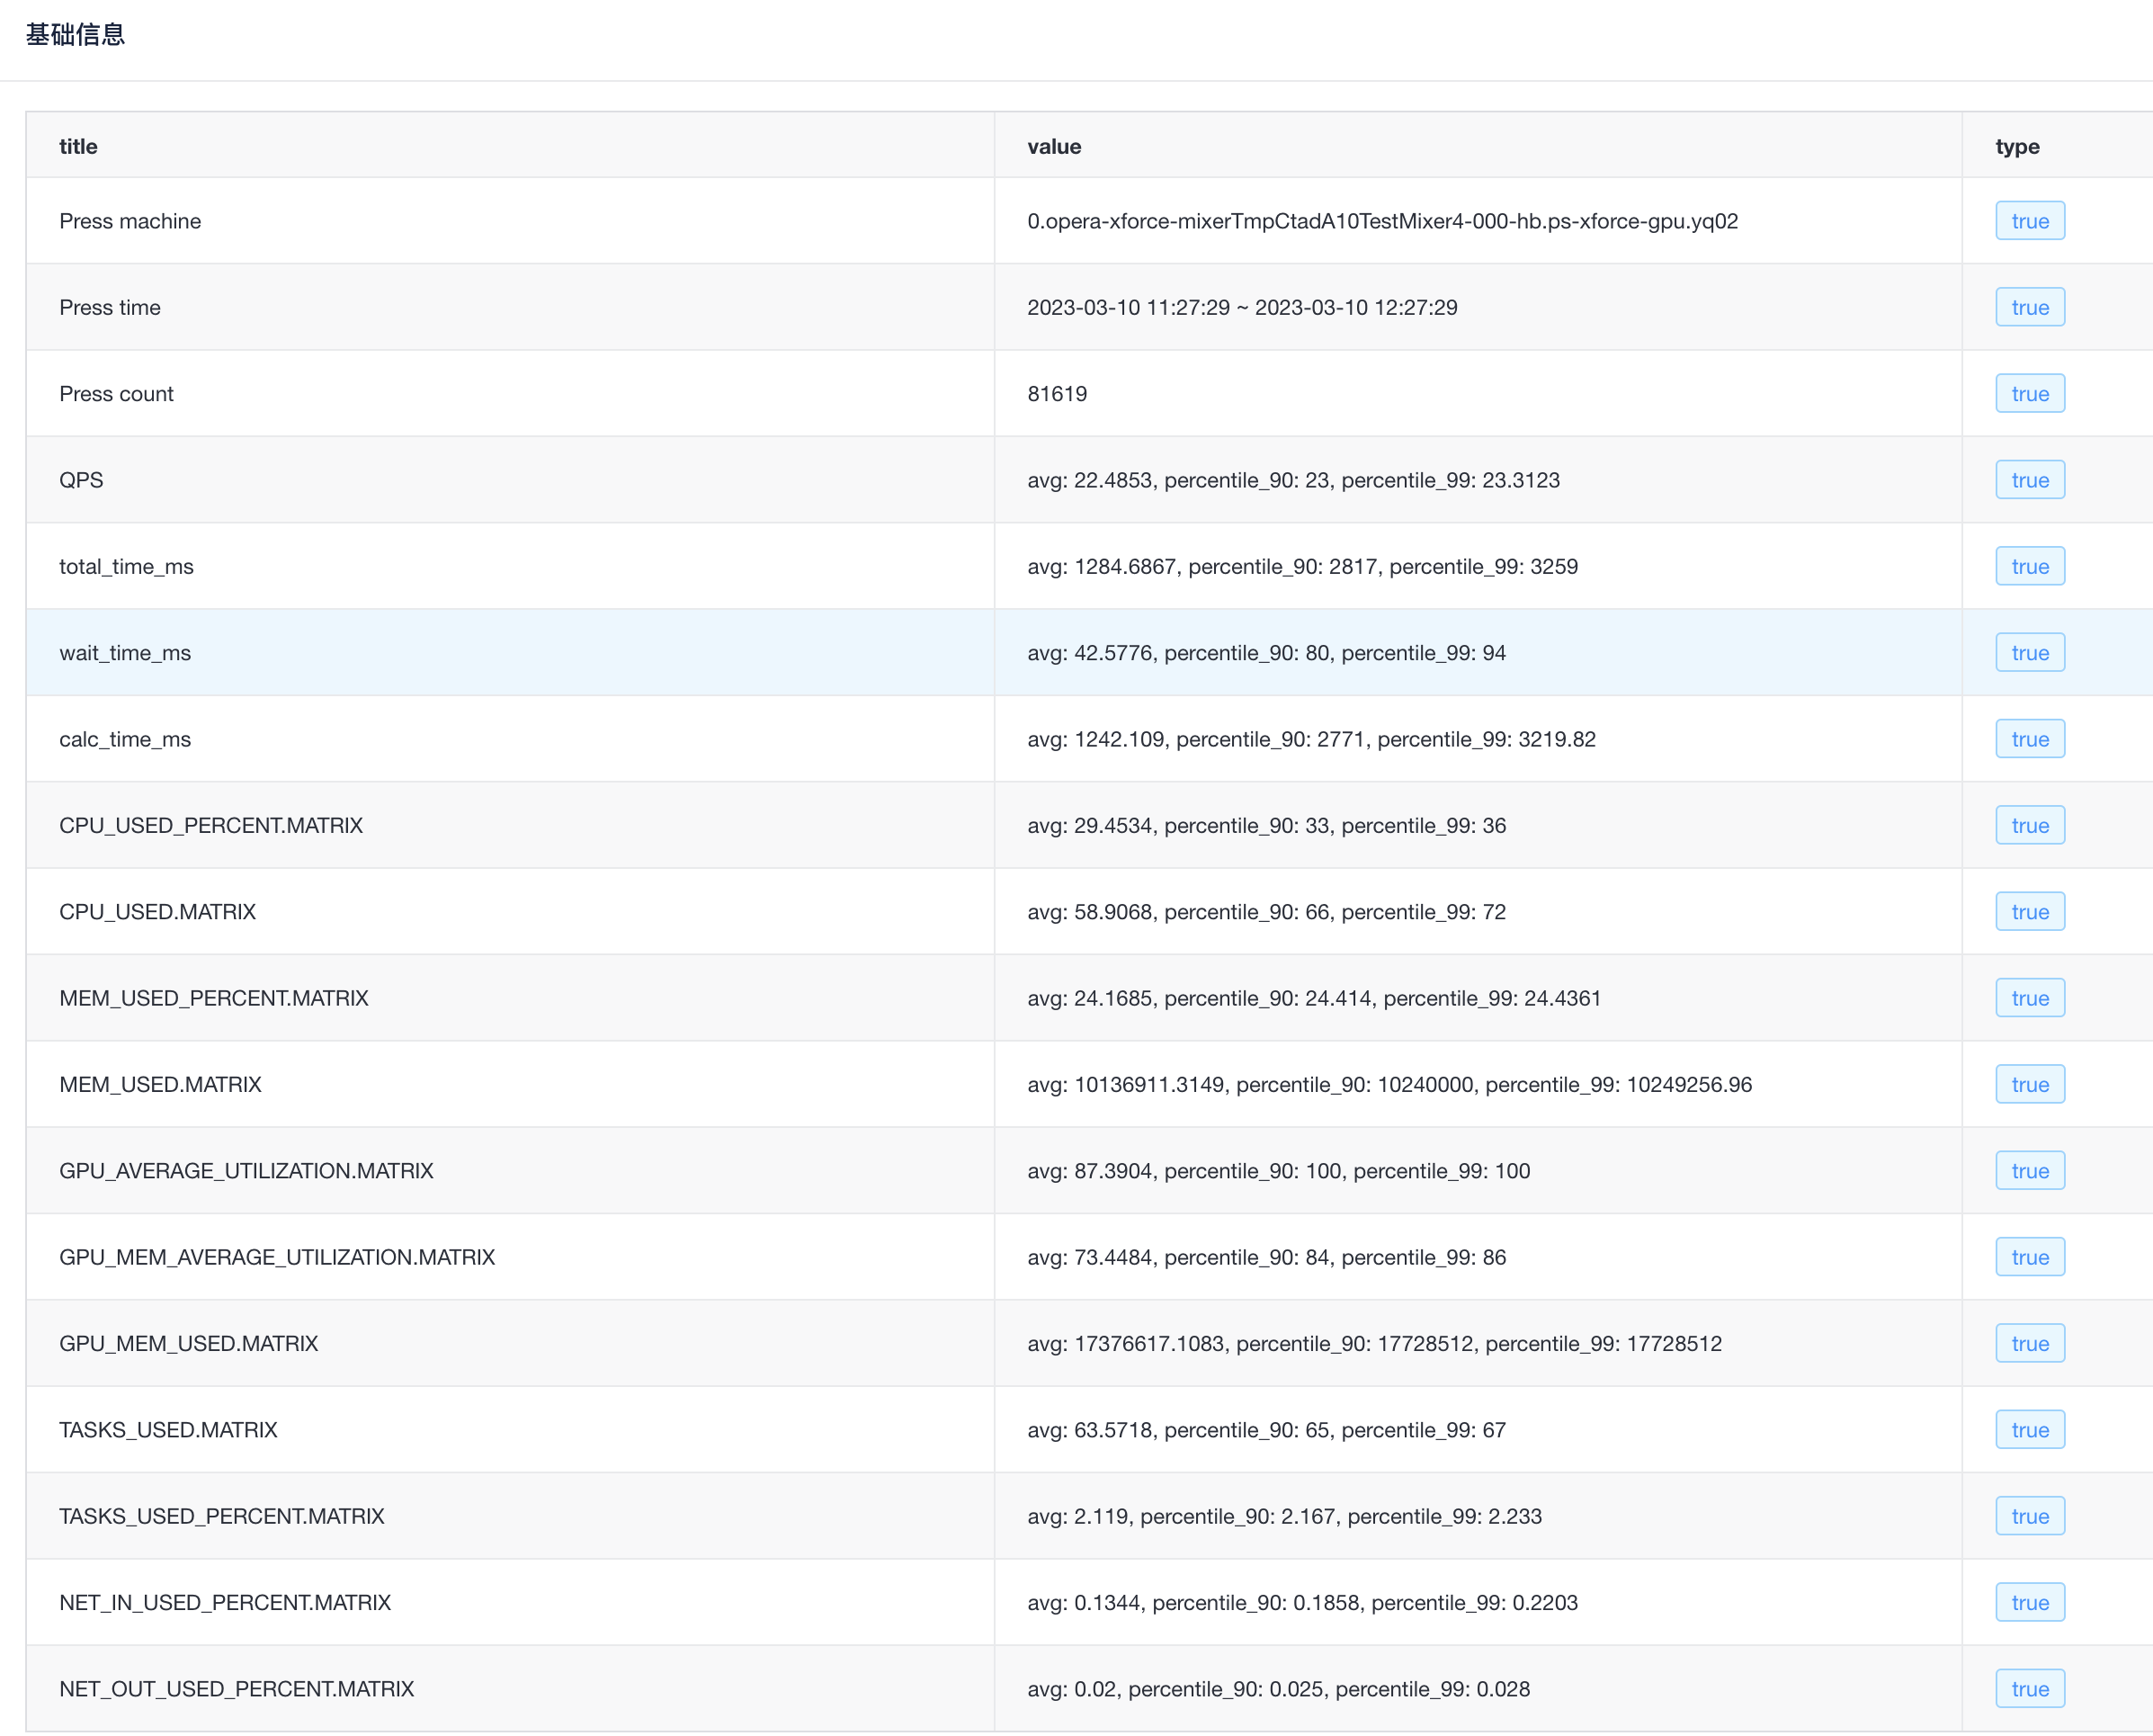 基础信息
title value type
Press machine 0.opera-xforce-mixerTmpCtadA10TestMixer4-000-hb.ps-xforce-gpu.yq02 true
Press time 2023-03-10 11:27:29 ~ 2023-03-10 12:27:29 true
Press count 81619 true
QPS avg: 22.4853, percentile_90: 23, percentile_99: 23.3123 true
total_time_ms avg: 1284.6867, percentile_90: 2817, percentile_99: 3259 true
wait_time_ms avg: 42.5776, percentile_90: 80, percentile_99: 94 true
calc_time_ms avg: 1242.109, percentile_90: 2771, percentile_99: 3219.82 true
CPU_USED_PERCENT.MATRIX avg: 29.4534, percentile_90: 33, percentile_99: 36 true
CPU_USED.MATRIX avg: 58.9068, percentile_90: 66, percentile_99: 72 true
MEM_USED_PERCENT.MATRIX avg: 24.1685, percentile_90: 24.414, percentile_99: 24.4361 true
MEM_USED.MATRIX avg: 10136911.3149, percentile_90: 10240000, percentile_99: 10249256.96 true
GPU_AVERAGE_UTILIZATION.MATRIX avg: 87.3904, percentile_90: 100, percentile_99: 100 true
GPU_MEM_AVERAGE_UTILIZATION.MATRIX avg: 73.4484, percentile_90: 84, percentile_99: 86 true
GPU_MEM_USED.MATRIX avg: 17376617.1083, percentile_90: 17728512, percentile_99: 17728512 true
TASKS_USED.MATRIX avg: 63.5718, percentile_90: 65, percentile_99: 67 true
TASKS_USED_PERCENT.MATRIX avg: 2.119, percentile_90: 2.167, percentile_99: 2.233 true
NET_IN_USED_PERCENT.MATRIX avg: 0.1344, percentile_90: 0.1858, percentile_99: 0.2203 true
NET_OUT_USED_PERCENT.MATRIX avg: 0.02, percentile_90: 0.025, percentile_99: 0.028 true